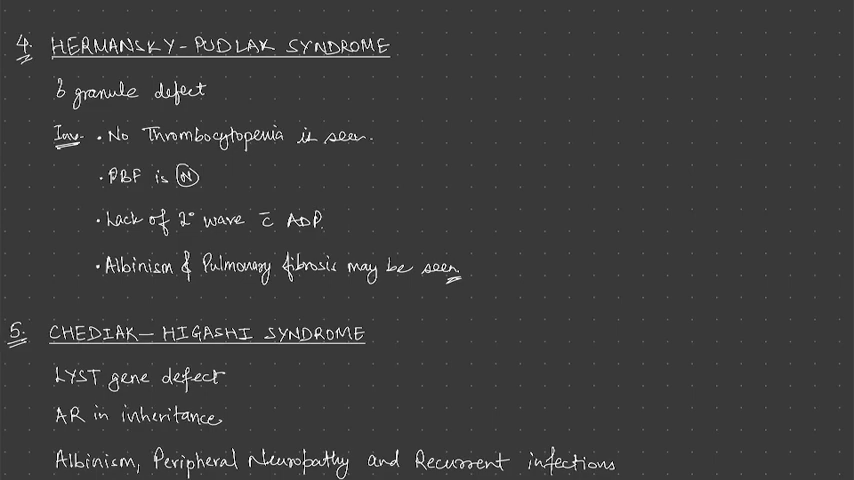 4. HERMANSKY-PUDLAK SYNDROME
δ granule defect
Inv. • No Thrombocytopenia is seen.
• PBF is Ⓝ
• Lack of 2° wave c̄ ADP.
• Albinism & Pulmonary fibrosis may be seen
5. CHEDIAK-HIGASHI SYNDROME
LYST gene defect
AR in inheritance
Albinism, Peripheral Neuropathy and Recurrent infections